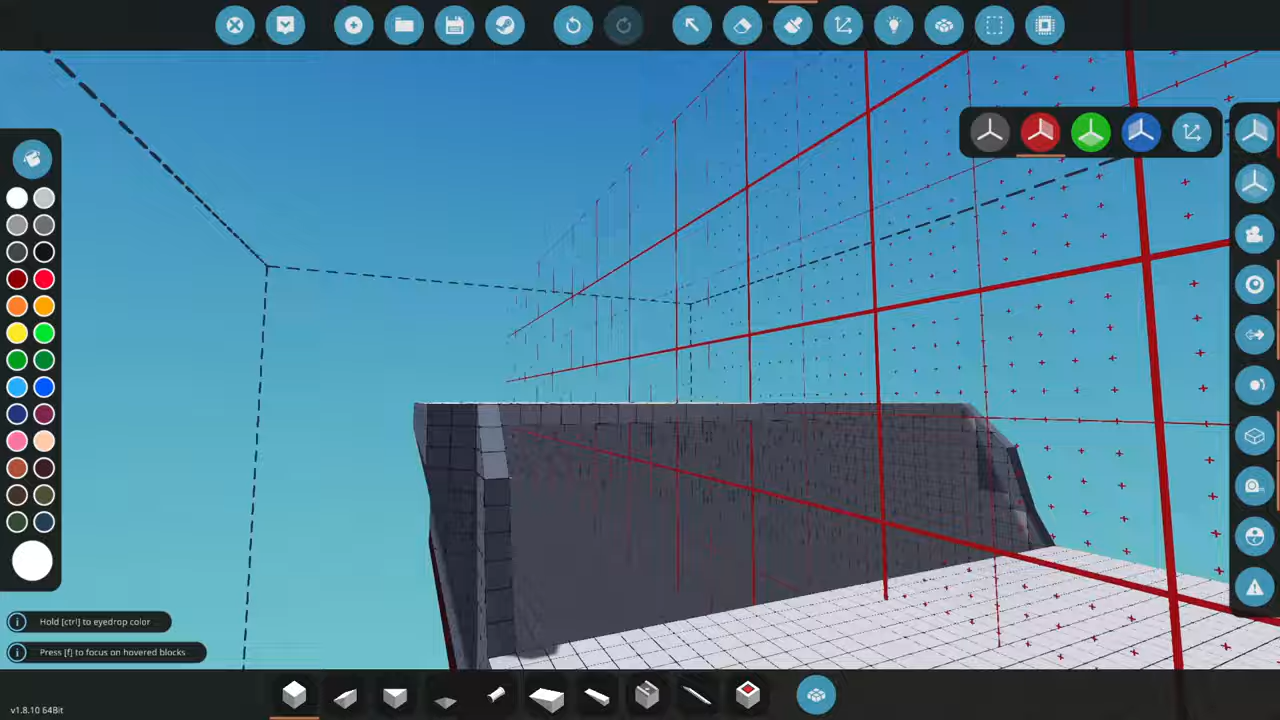 Hold [ctrl] to eyedrop color
Press [f] to focus on hovered blocks
v1.8.10 64Bit